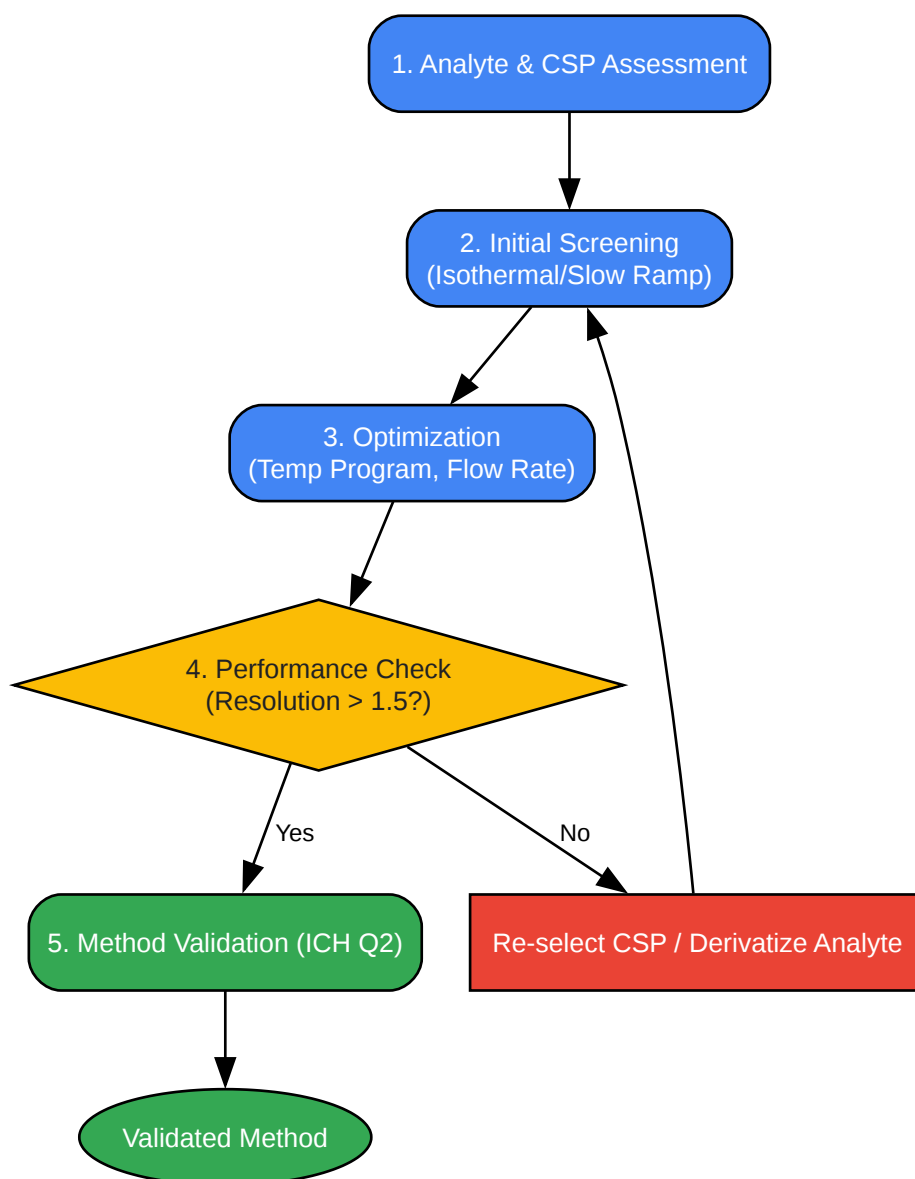 1. Analyte & CSP Assessment
2. Initial Screening
(Isothermal/Slow Ramp)
3. Optimization
(Temp Program, Flow Rate)
4. Performance Check
(Resolution > 1.5?)
Yes
No
5. Method Validation (ICH Q2)
Re-select CSP / Derivatize Analyte
Validated Method